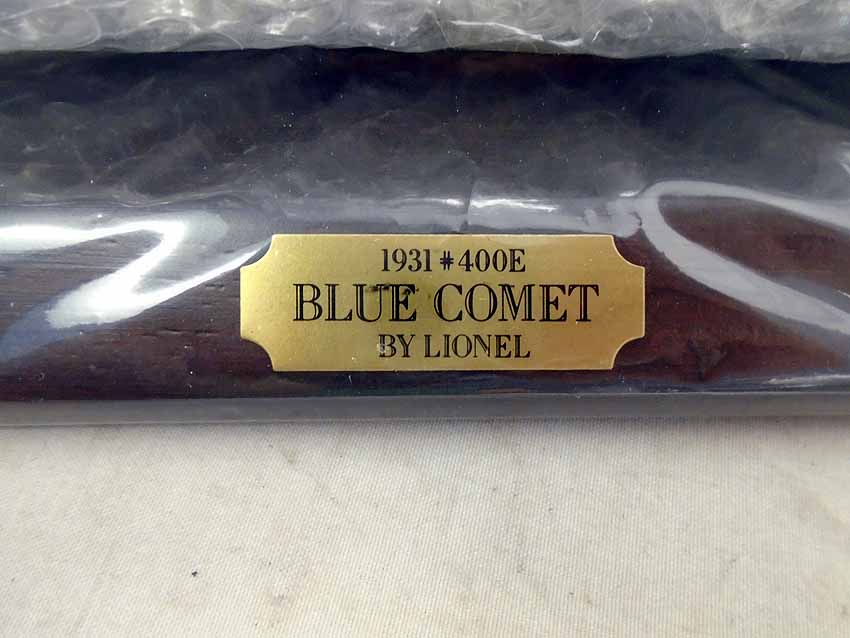 1931 #400E
BLUE COMET
BY LIONEL